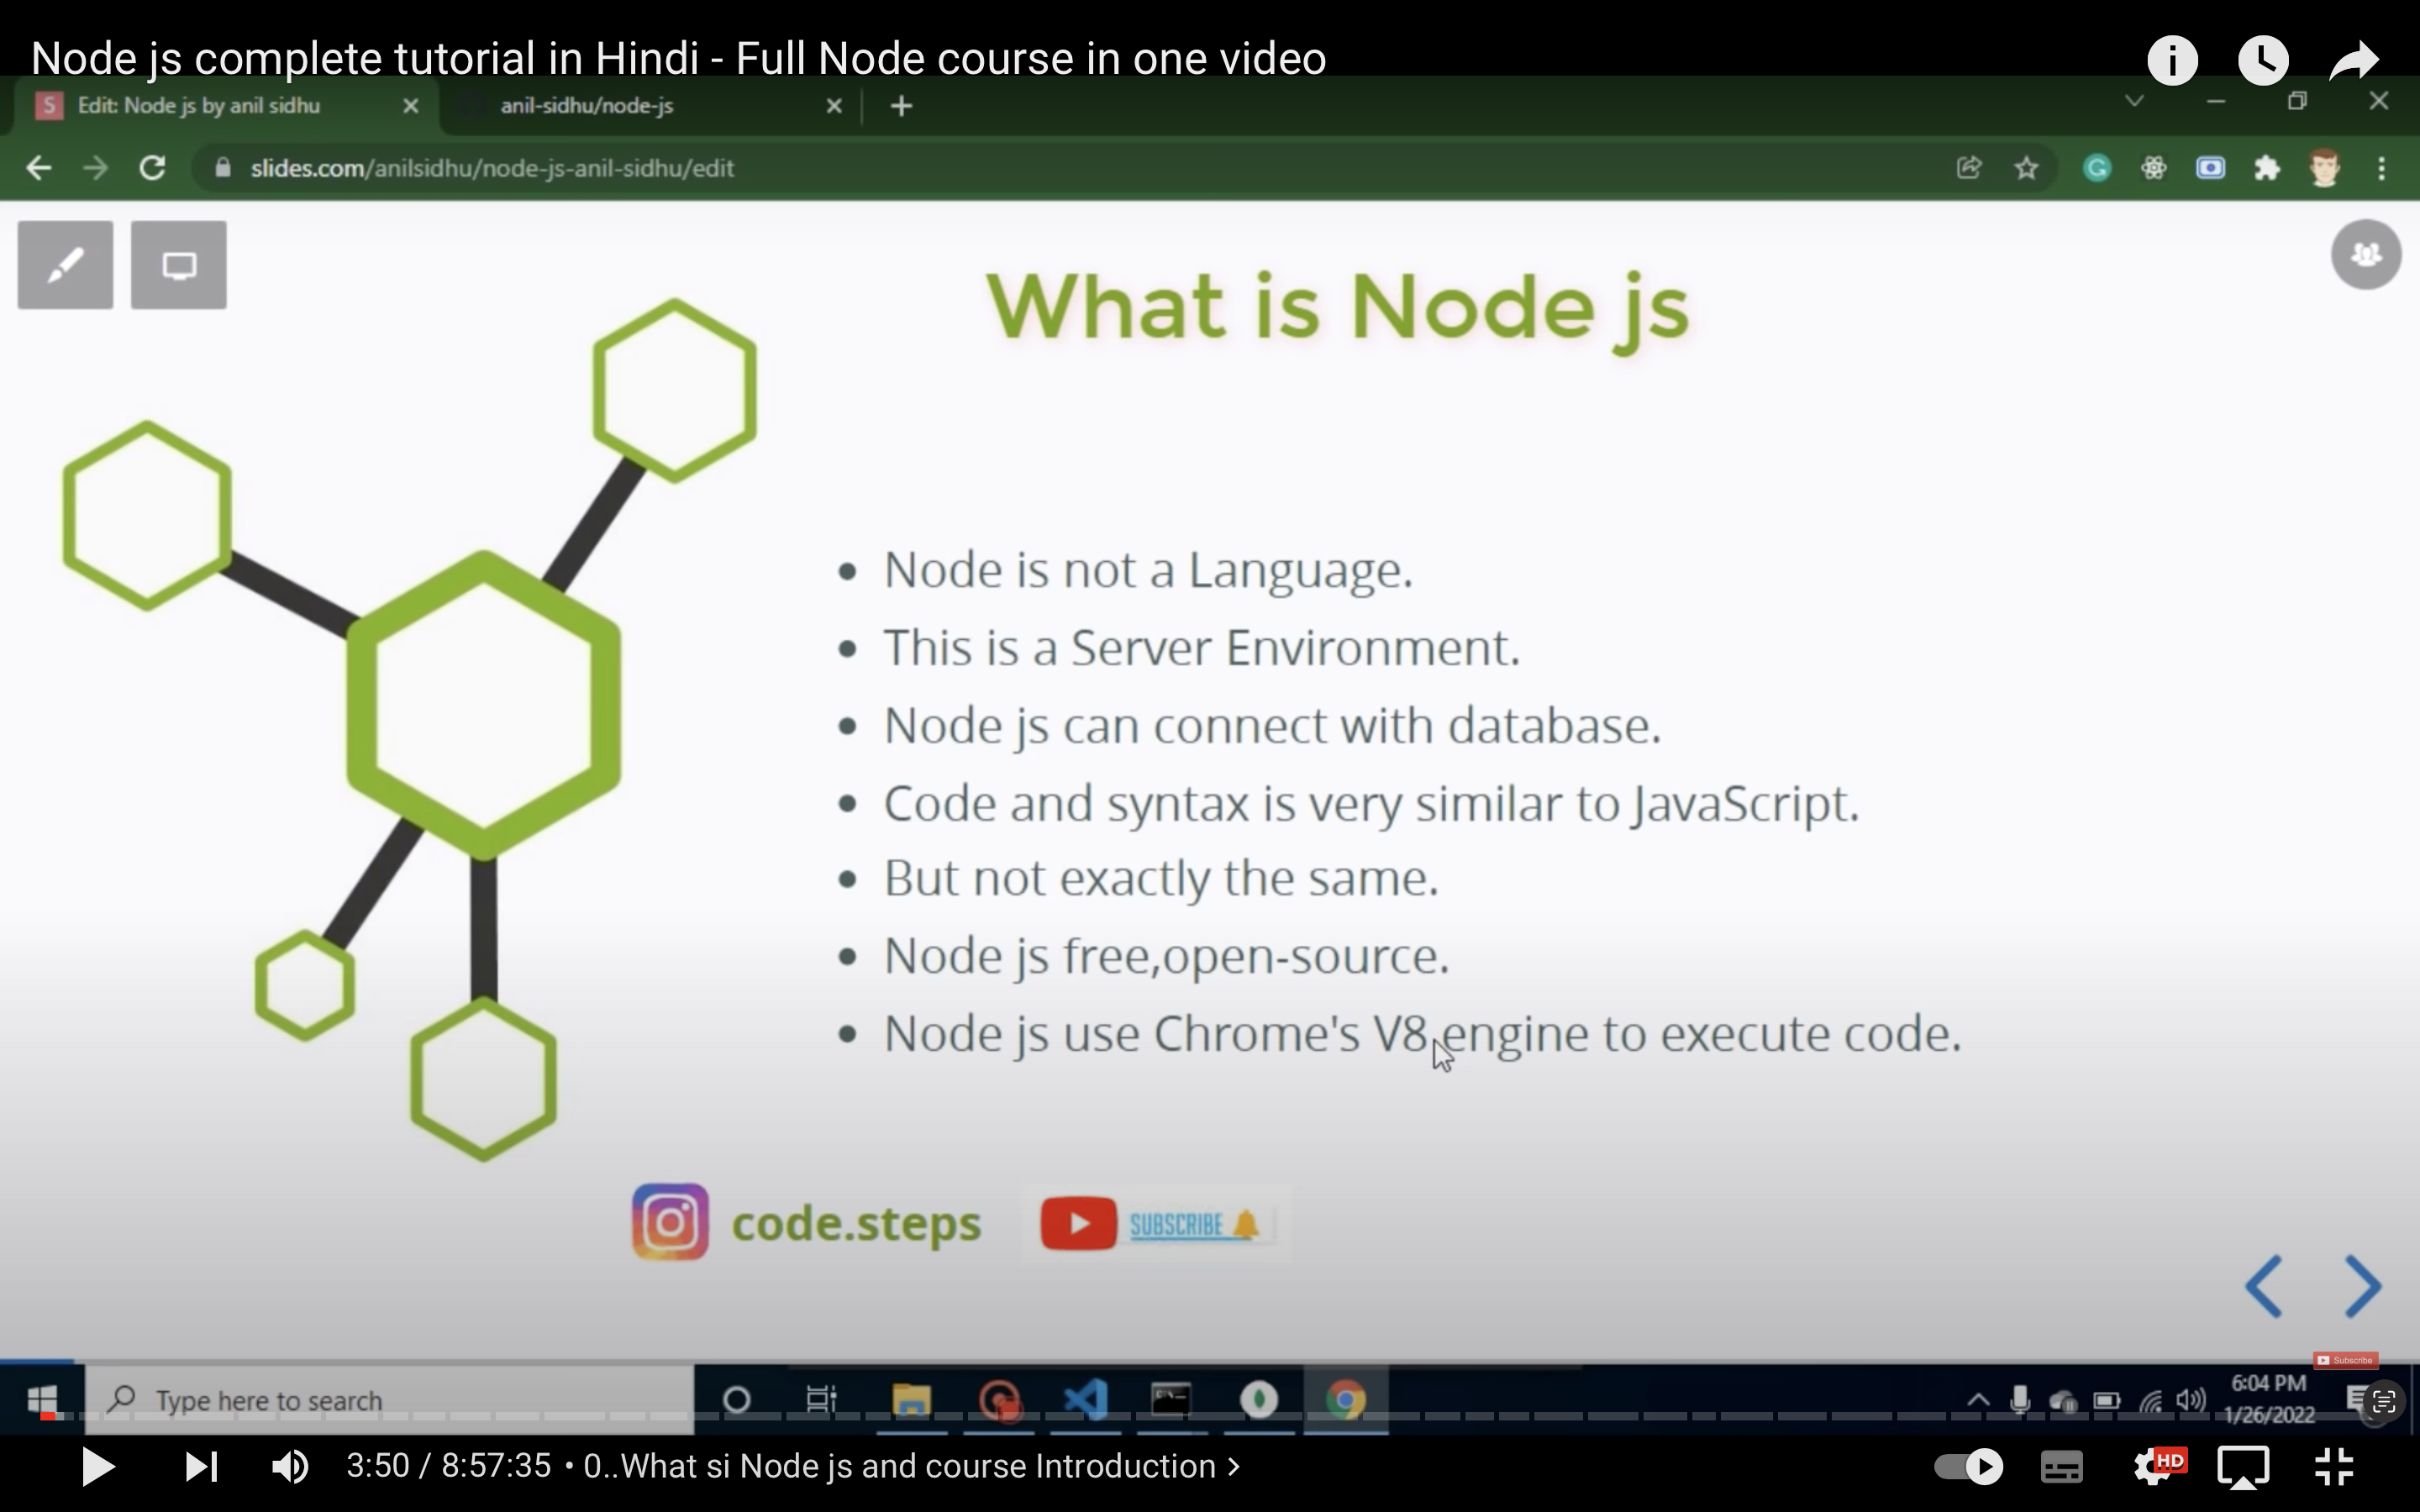 Node js complete tutorial in Hindi - Full Node course in one video
Edit: Node js by anil sidhu
anil-sidhu/node-js
slides.com/anilsidhu/node-js-anil-sidhu/edit
What is Node js
Node is not a Language.
This is a Server Environment.
Node js can connect with database.
Code and syntax is very similar to JavaScript.
But not exactly the same.
Node js free,open-source.
Node js use Chrome's V8 engine to execute code.
code.steps
SUBSCRIBE
Subscribe
Type here to search
6:04 PM
1/26/2022
3:50 / 8:57:35 • 0..What si Node js and course Introduction
HD